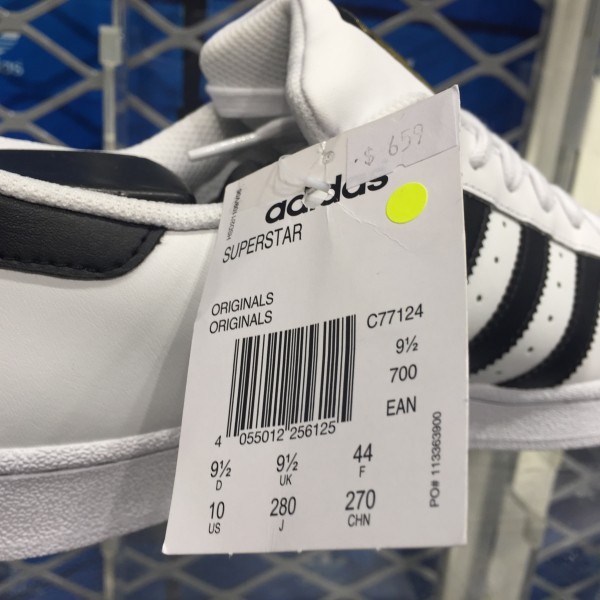 $ 659
adidas
SUPERSTAR
ORIGINALS
ORIGINALS
C77124
9½
700
EAN
4 055012 256125
9½ 9½ 44
D UK F
10 280 270
US J CHN
PO# 113363900